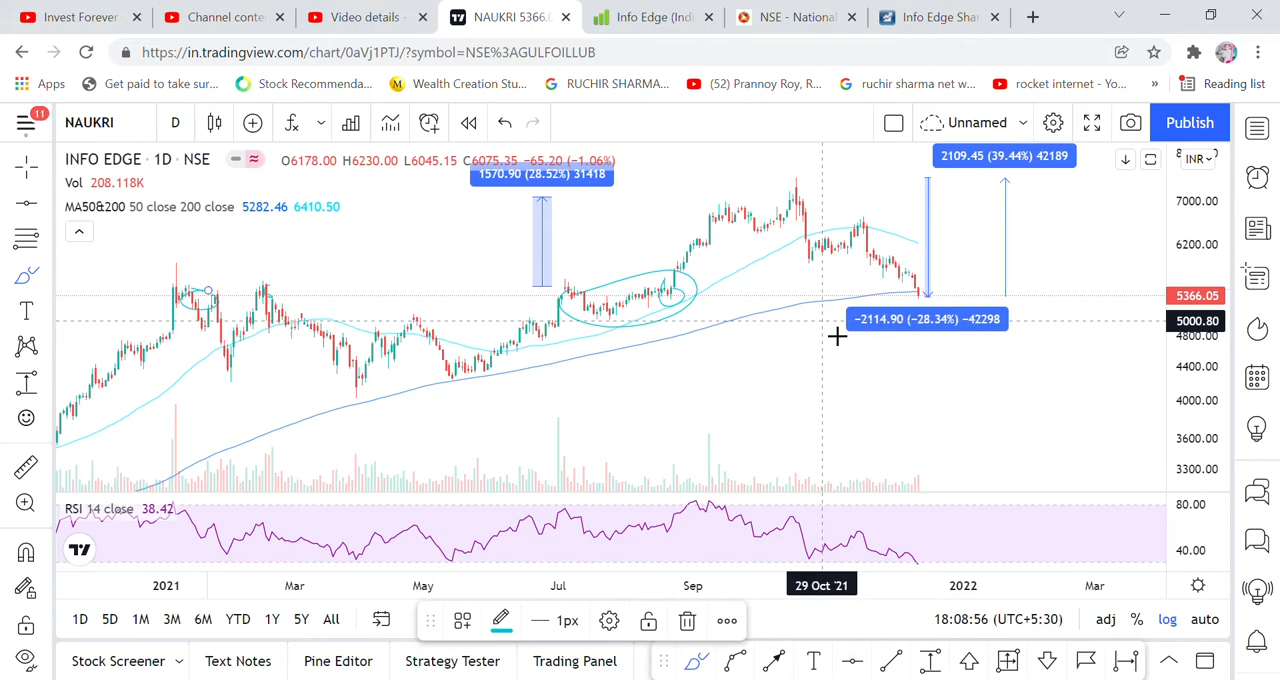 Invest Forever
Channel conte
Video details -
NAUKRI 5366.0
Info Edge (Indi
NSE - National
Info Edge Shar
https://in.tradingview.com/chart/0aVj1PTJ/?symbol=NSE%3AGULFOILLUB
Apps
Get paid to take sur...
Stock Recommenda...
Wealth Creation Stu...
RUCHIR SHARMA...
(52) Prannoy Roy, R...
ruchir sharma net w...
rocket internet - Yo...
»
Reading list
11
NAUKRI
D
Unnamed
Publish
INFO EDGE · 1D · NSE
O6178.00 H6230.00 L6045.15 C6075.35 −65.20 (−1.06%)
Vol 208.118K
MA50&200 50 close 200 close 5282.46 6410.50
1570.90 (28.52%) 31418
2109.45 (39.44%) 42189
−2114.90 (−28.34%) −42298
INR
7000.00
6200.00
5366.05
5000.80
4800.00
4400.00
4000.00
3600.00
3300.00
RSI 14 close 38.42
80.00
40.00
2021
Mar
May
Jul
Sep
29 Oct '21
2022
Mar
1D 5D 1M 3M 6M YTD 1Y 5Y All
1px
18:08:56 (UTC+5:30)
adj % log auto
Stock Screener
Text Notes
Pine Editor
Strategy Tester
Trading Panel